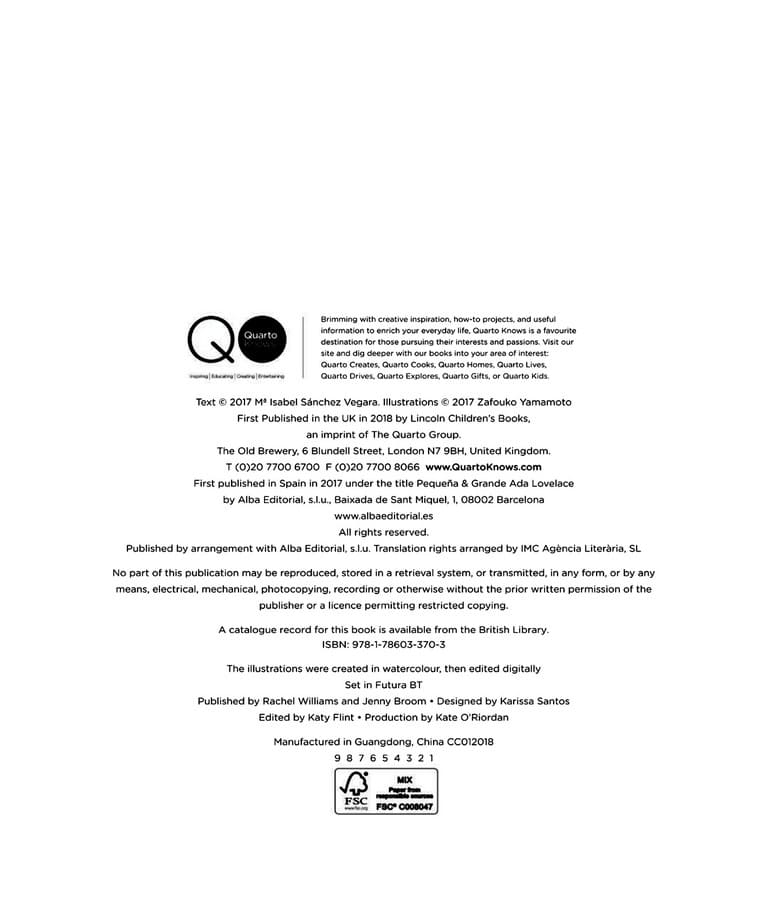 Quarto
Knows
Inspiring | Educating | Creating | Entertaining
Brimming with creative inspiration, how-to projects, and useful
information to enrich your everyday life, Quarto Knows is a favourite
destination for those pursuing their interests and passions. Visit our
site and dig deeper with our books into your area of interest:
Quarto Creates, Quarto Cooks, Quarto Homes, Quarto Lives,
Quarto Drives, Quarto Explores, Quarto Gifts, or Quarto Kids.
Text © 2017 Mª Isabel Sánchez Vegara. Illustrations © 2017 Zafouko Yamamoto
First Published in the UK in 2018 by Lincoln Children's Books,
an imprint of The Quarto Group.
The Old Brewery, 6 Blundell Street, London N7 9BH, United Kingdom.
T (0)20 7700 6700 F (0)20 7700 8066 www.QuartoKnows.com
First published in Spain in 2017 under the title Pequeña & Grande Ada Lovelace
by Alba Editorial, s.l.u., Baixada de Sant Miquel, 1, 08002 Barcelona
www.albaeditorial.es
All rights reserved.
Published by arrangement with Alba Editorial, s.l.u. Translation rights arranged by IMC Agència Literària, SL
No part of this publication may be reproduced, stored in a retrieval system, or transmitted, in any form, or by any
means, electrical, mechanical, photocopying, recording or otherwise without the prior written permission of the
publisher or a licence permitting restricted copying.
A catalogue record for this book is available from the British Library.
ISBN: 978-1-78603-370-3
The illustrations were created in watercolour, then edited digitally
Set in Futura BT
Published by Rachel Williams and Jenny Broom • Designed by Karissa Santos
Edited by Katy Flint • Production by Kate O'Riordan
Manufactured in Guangdong, China CC012018
9 8 7 6 5 4 3 2 1
FSC
www.fsc.org
MIX
Paper from
responsible sources
FSC® C008047